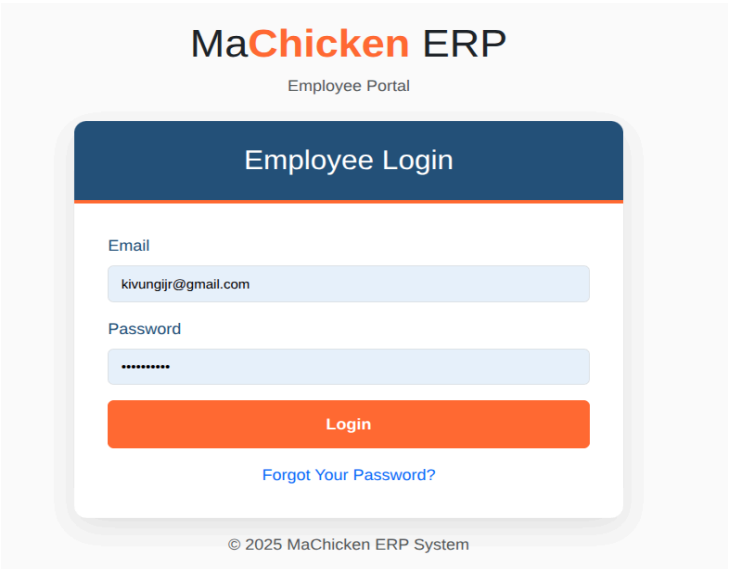 MaChicken ERP
Employee Portal
Employee Login
Email
kivungijr@gmail.com
Password
••••••••••
Login
Forgot Your Password?
© 2025 MaChicken ERP System